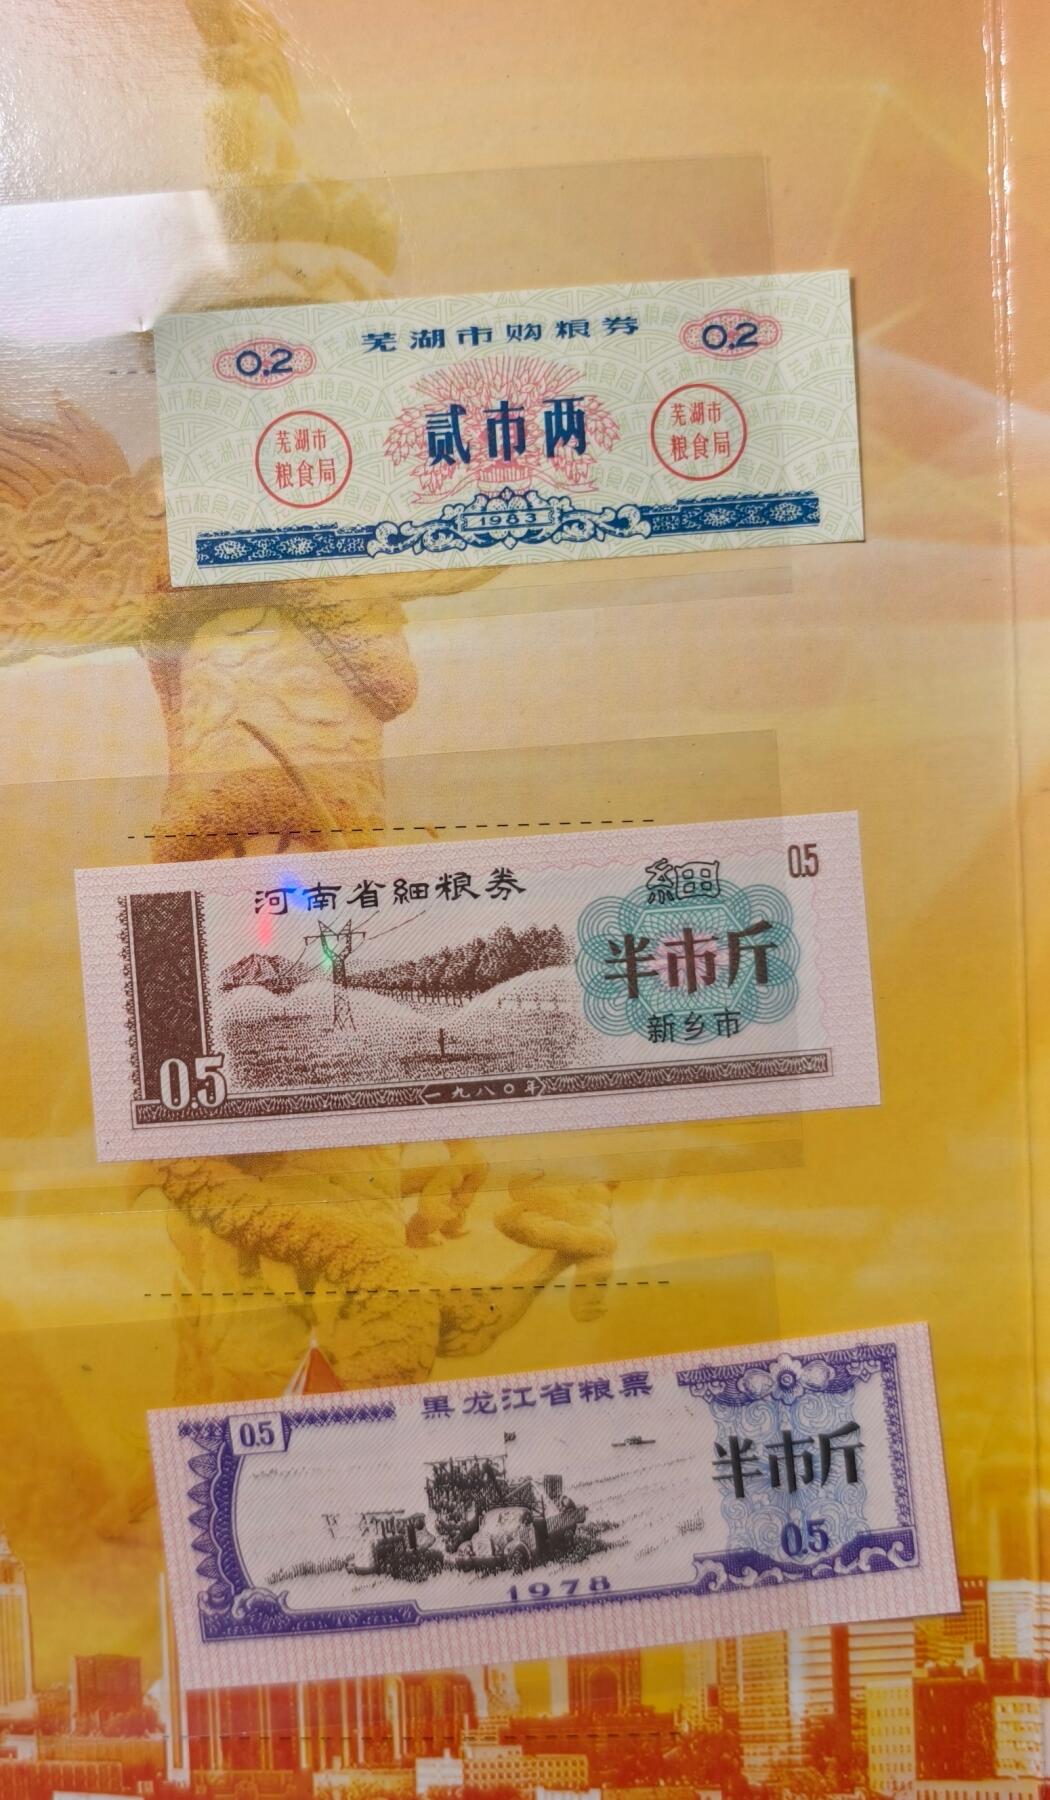 芜湖市购粮券
0.2
0.2
贰市两
芜湖市
粮食局
芜湖市
粮食局
1983
河南省細粮券
細
0.5
半市斤
新乡市
0.5
一九八〇年
黑龙江省粮票
0.5
半市斤
0.5
1978